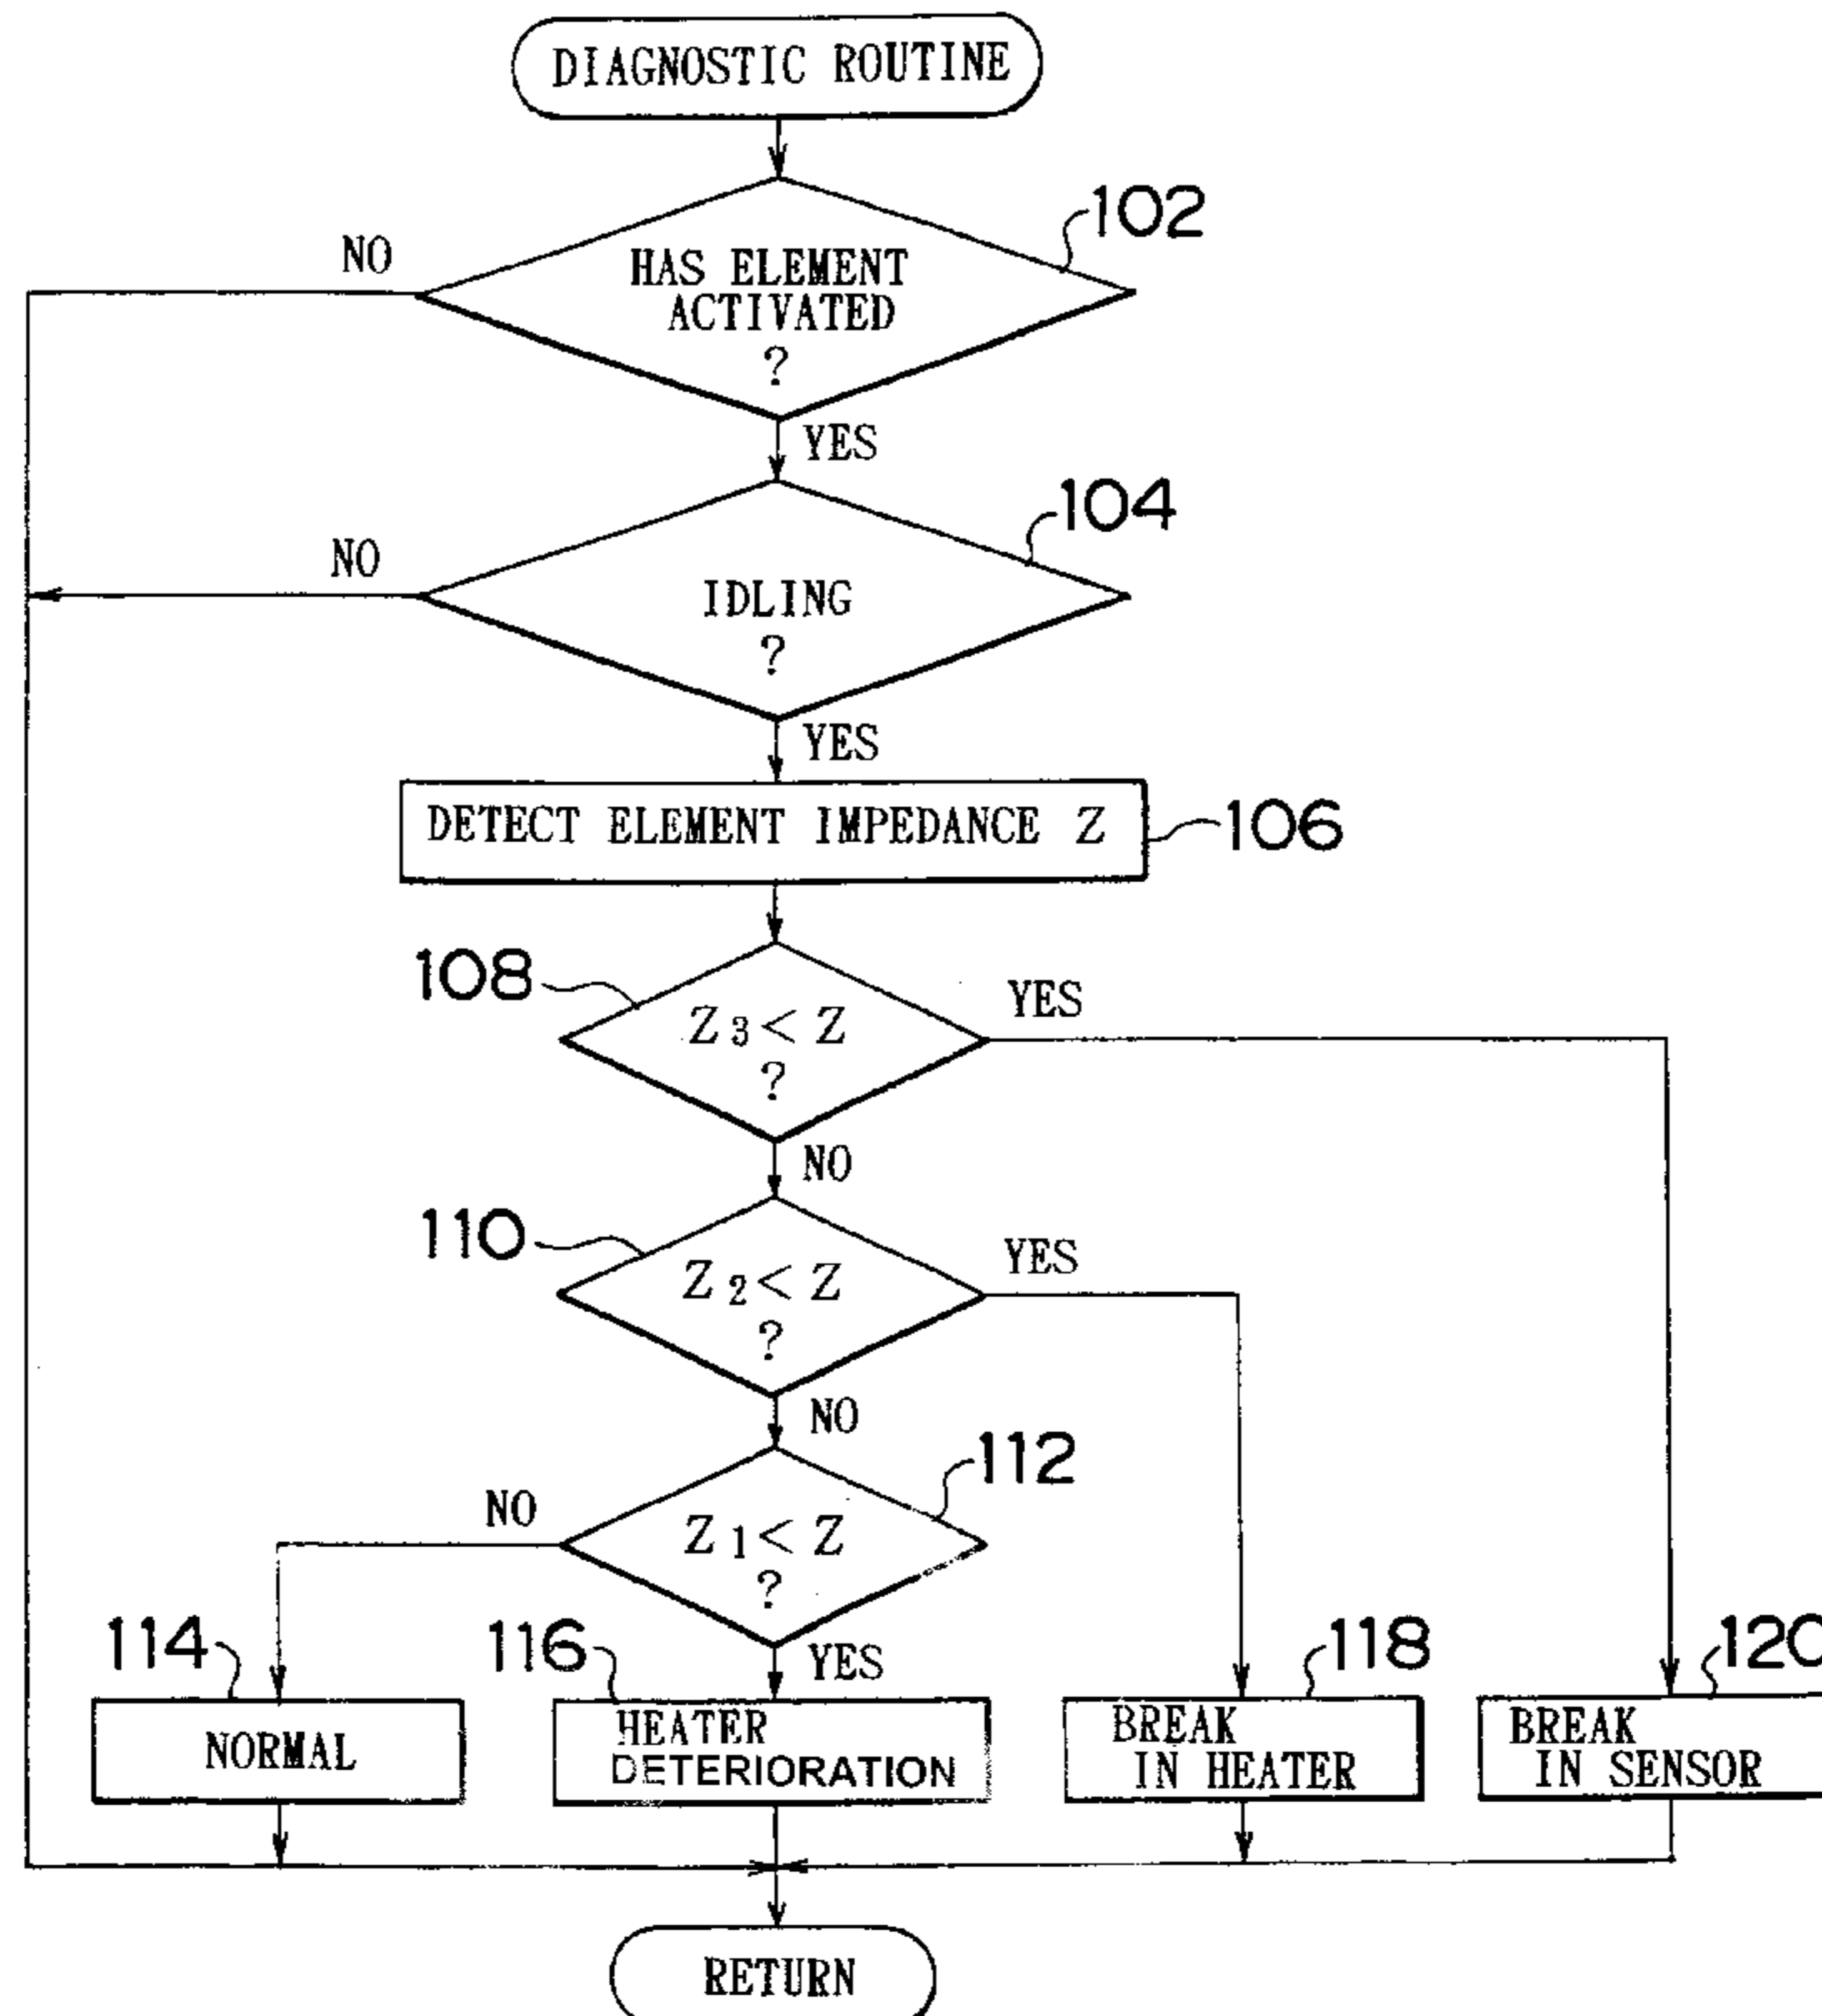 DIAGNOSTIC ROUTINE
102
NO
HAS ELEMENT
ACTIVATED
?
YES
104
NO
IDLING
?
YES
DETECT ELEMENT IMPEDANCE Z
106
108
Z3 < Z
?
YES
NO
110
Z2 < Z
?
YES
NO
112
NO
Z1 < Z
?
YES
114
NORMAL
116
HEATER
DETERIORATION
118
BREAK
IN HEATER
120
BREAK
IN SENSOR
RETURN